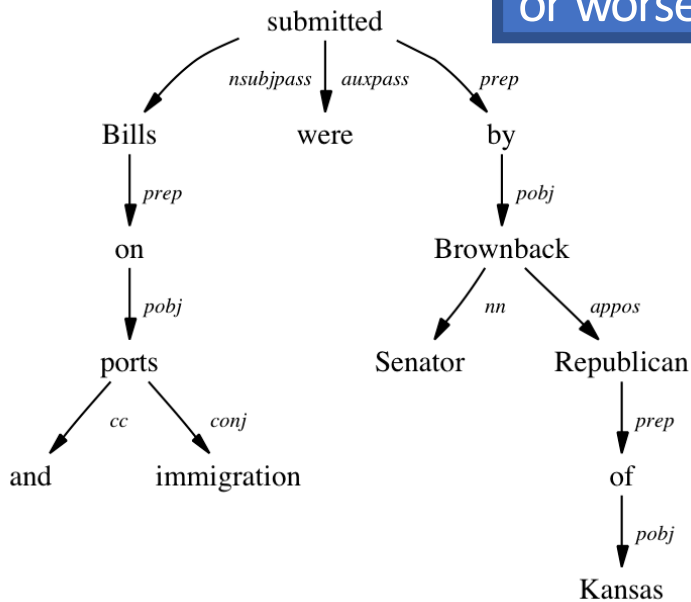 or worse
submitted
nsubjpass auxpass prep
Bills were by
prep pobj
on Brownback
pobj nn appos
ports Senator Republican
cc conj prep
and immigration of
pobj
Kansas